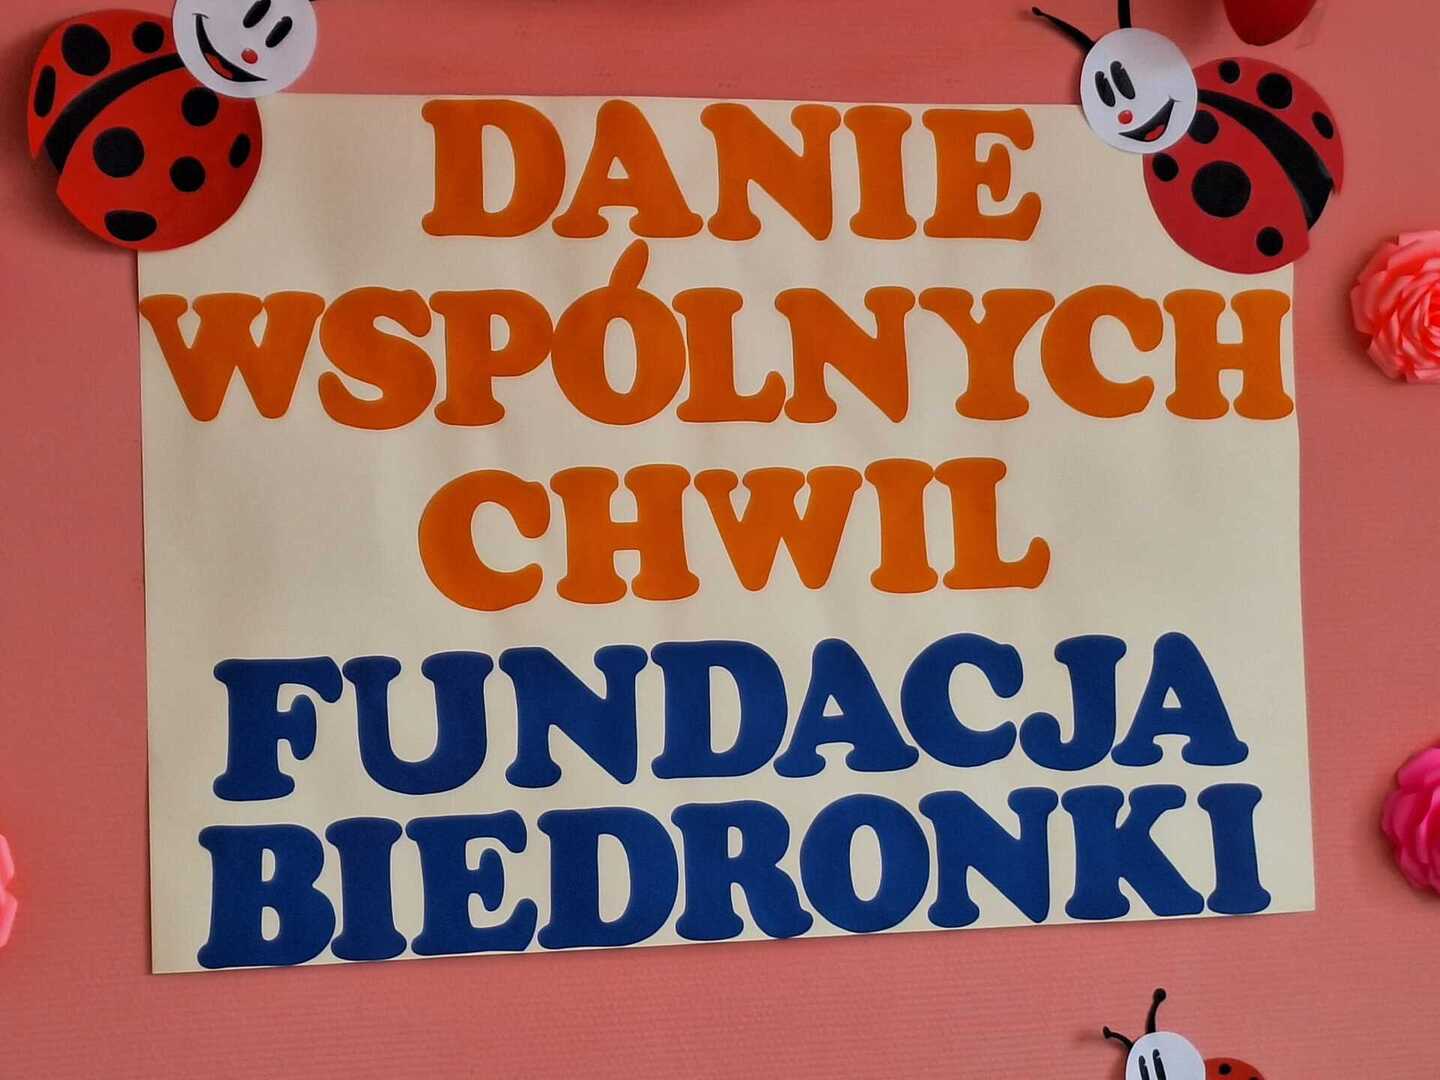 DANIE
WSPÓLNYCH
CHWIL
FUNDACJA
BIEDRONKI